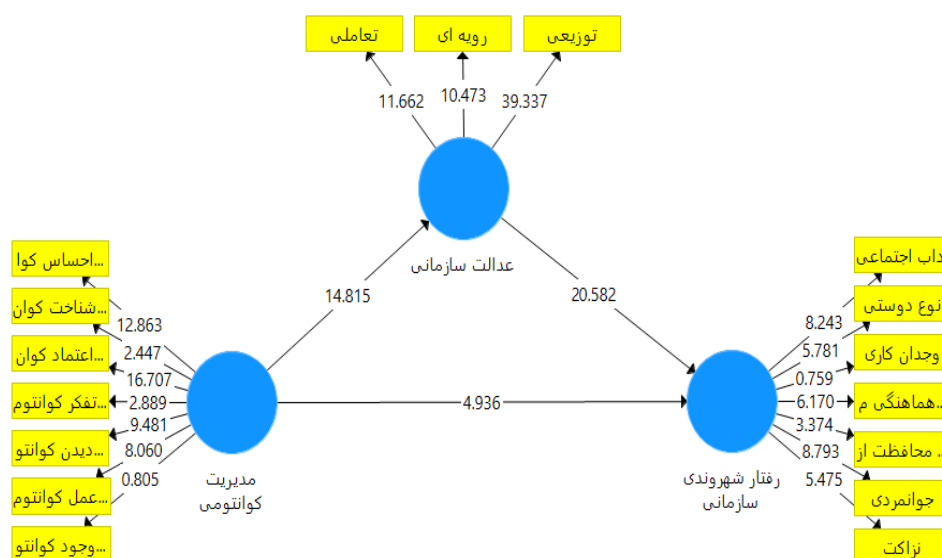 تعاملی
رویه ای
توزیعی
11.662
10.473
39.337
عدالت سازمانی
14.815
20.582
4.936
احساس کوا...
شناخت کوان...
اعتماد کوان...
تفکر کوانتوم...
دیدن کوانتو...
عمل کوانتوم...
وجود کوانتو...
12.863
2.447
16.707
2.889
9.481
8.060
0.805
مدیریت
کوانتومی
داب اجتماعی
نوع دوستی
وجدان کاری
هماهنگی م...
محافظت از ...
جوانمردی
نزاکت
8.243
5.781
0.759
6.170
3.374
8.793
5.475
رفتار شهروندی
سازمانی